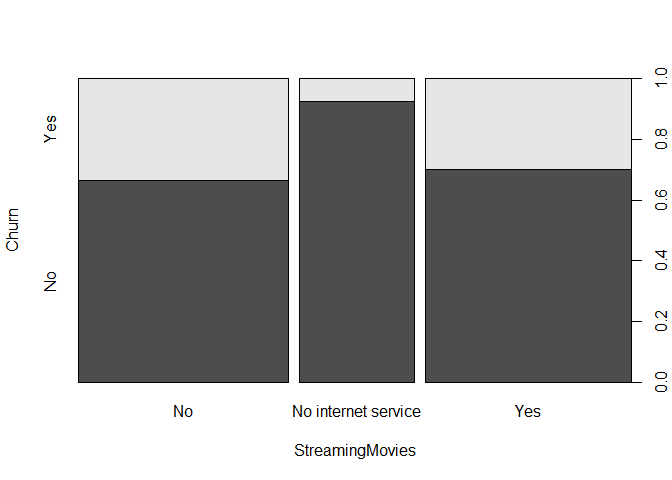 Churn
Yes
No
1.0
0.8
0.6
0.4
0.2
0.0
No
No internet service
Yes
StreamingMovies